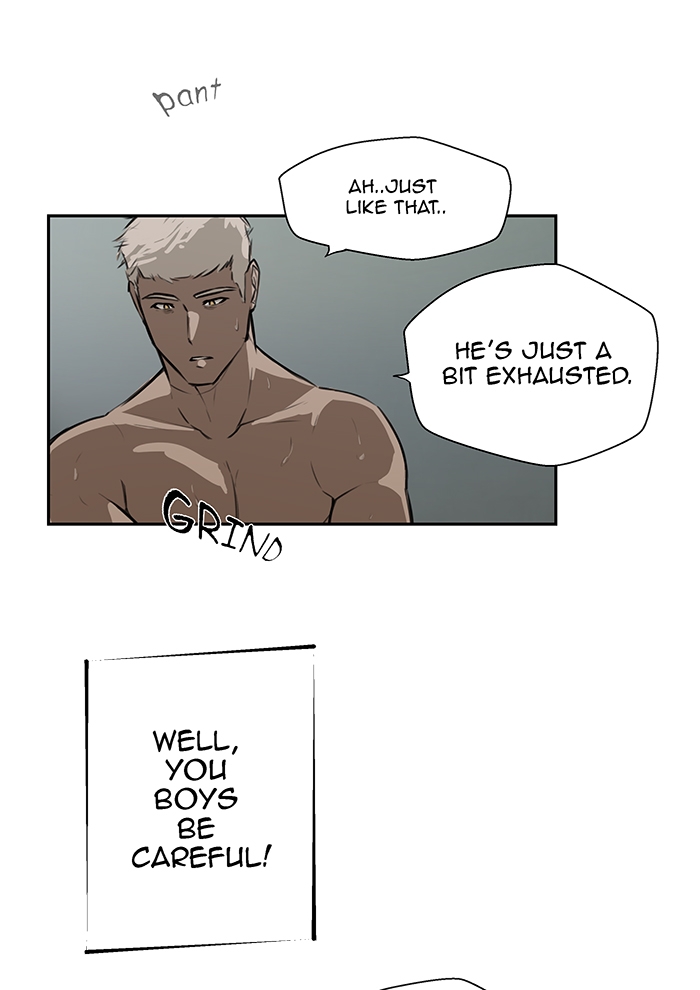 pant
AH..JUST
LIKE THAT..
HE'S JUST A
BIT EXHAUSTED.
GRIND
WELL,
YOU
BOYS
BE
CAREFUL!